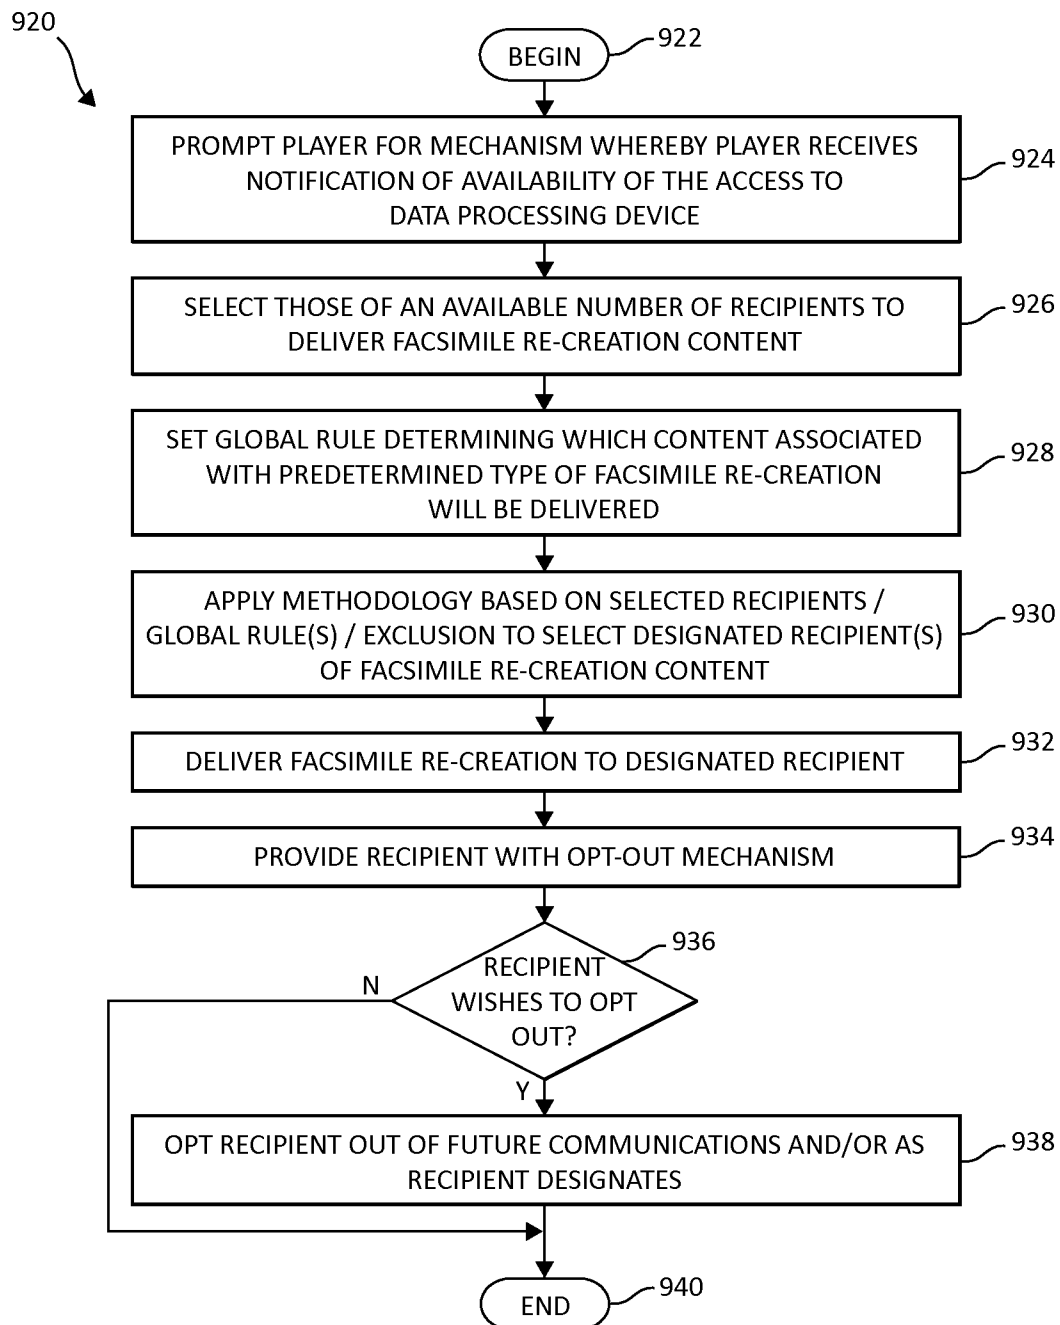 920
BEGIN
922
PROMPT PLAYER FOR MECHANISM WHEREBY PLAYER RECEIVES
NOTIFICATION OF AVAILABILITY OF THE ACCESS TO
DATA PROCESSING DEVICE
924
SELECT THOSE OF AN AVAILABLE NUMBER OF RECIPIENTS TO
DELIVER FACSIMILE RE-CREATION CONTENT
926
SET GLOBAL RULE DETERMINING WHICH CONTENT ASSOCIATED
WITH PREDETERMINED TYPE OF FACSIMILE RE-CREATION
WILL BE DELIVERED
928
APPLY METHODOLOGY BASED ON SELECTED RECIPIENTS /
GLOBAL RULE(S) / EXCLUSION TO SELECT DESIGNATED RECIPIENT(S)
OF FACSIMILE RE-CREATION CONTENT
930
DELIVER FACSIMILE RE-CREATION TO DESIGNATED RECIPIENT
932
PROVIDE RECIPIENT WITH OPT-OUT MECHANISM
934
RECIPIENT
WISHES TO OPT
OUT?
936
N
Y
OPT RECIPIENT OUT OF FUTURE COMMUNICATIONS AND/OR AS
RECIPIENT DESIGNATES
938
END
940